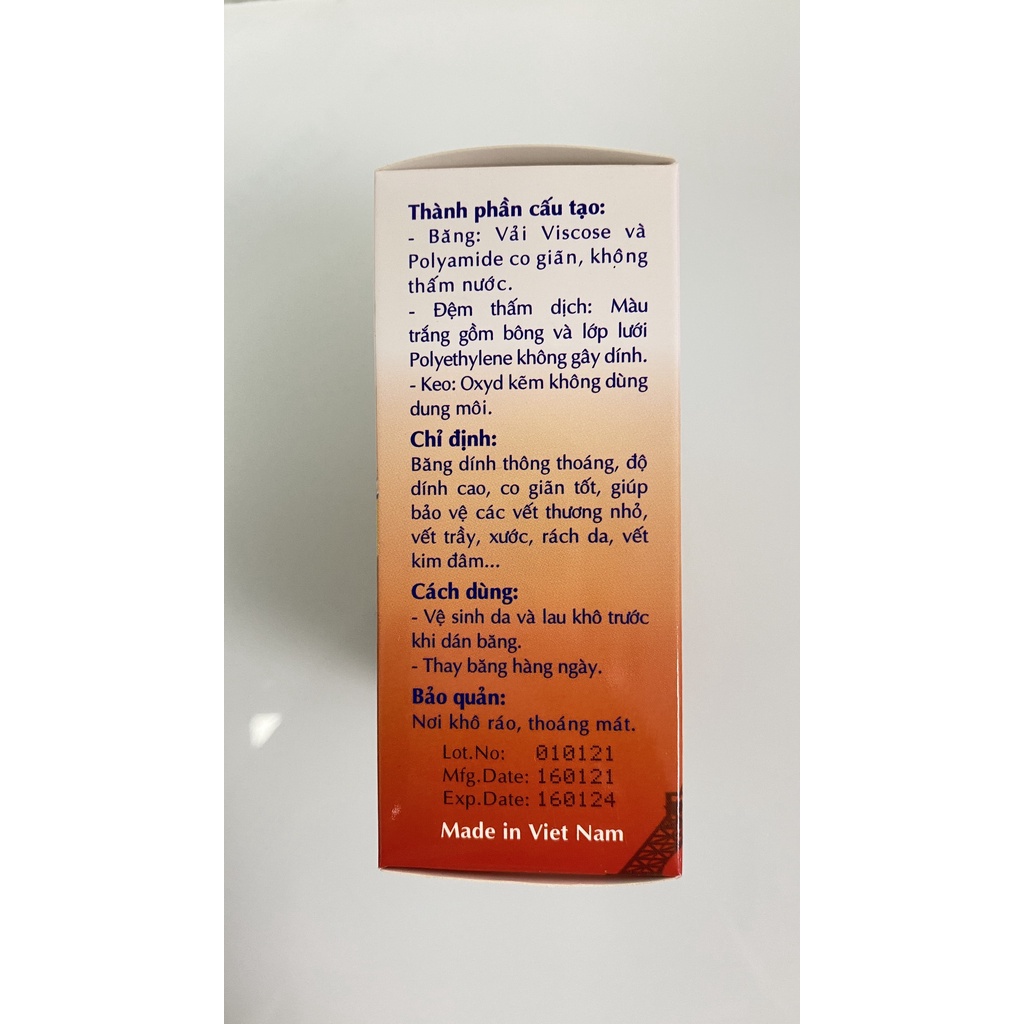 Thành phần cấu tạo:
- Băng: Vải Viscose và
Polyamide co giãn, không
thấm nước.
- Đệm thấm dịch: Màu
trắng gồm bông và lớp lưới
Polyethylene không gây dính.
- Keo: Oxyd kẽm không dùng
dung môi.
Chỉ định:
Băng dính thông thoáng, độ
dính cao, co giãn tốt, giúp
bảo vệ các vết thương nhỏ,
vết trầy, xước, rách da, vết
kim đâm...
Cách dùng:
- Vệ sinh da và lau khô trước
khi dán băng.
- Thay băng hàng ngày.
Bảo quản:
Nơi khô ráo, thoáng mát.
Lot.No: 010121
Mfg.Date: 160121
Exp.Date: 160124
Made in Viet Nam